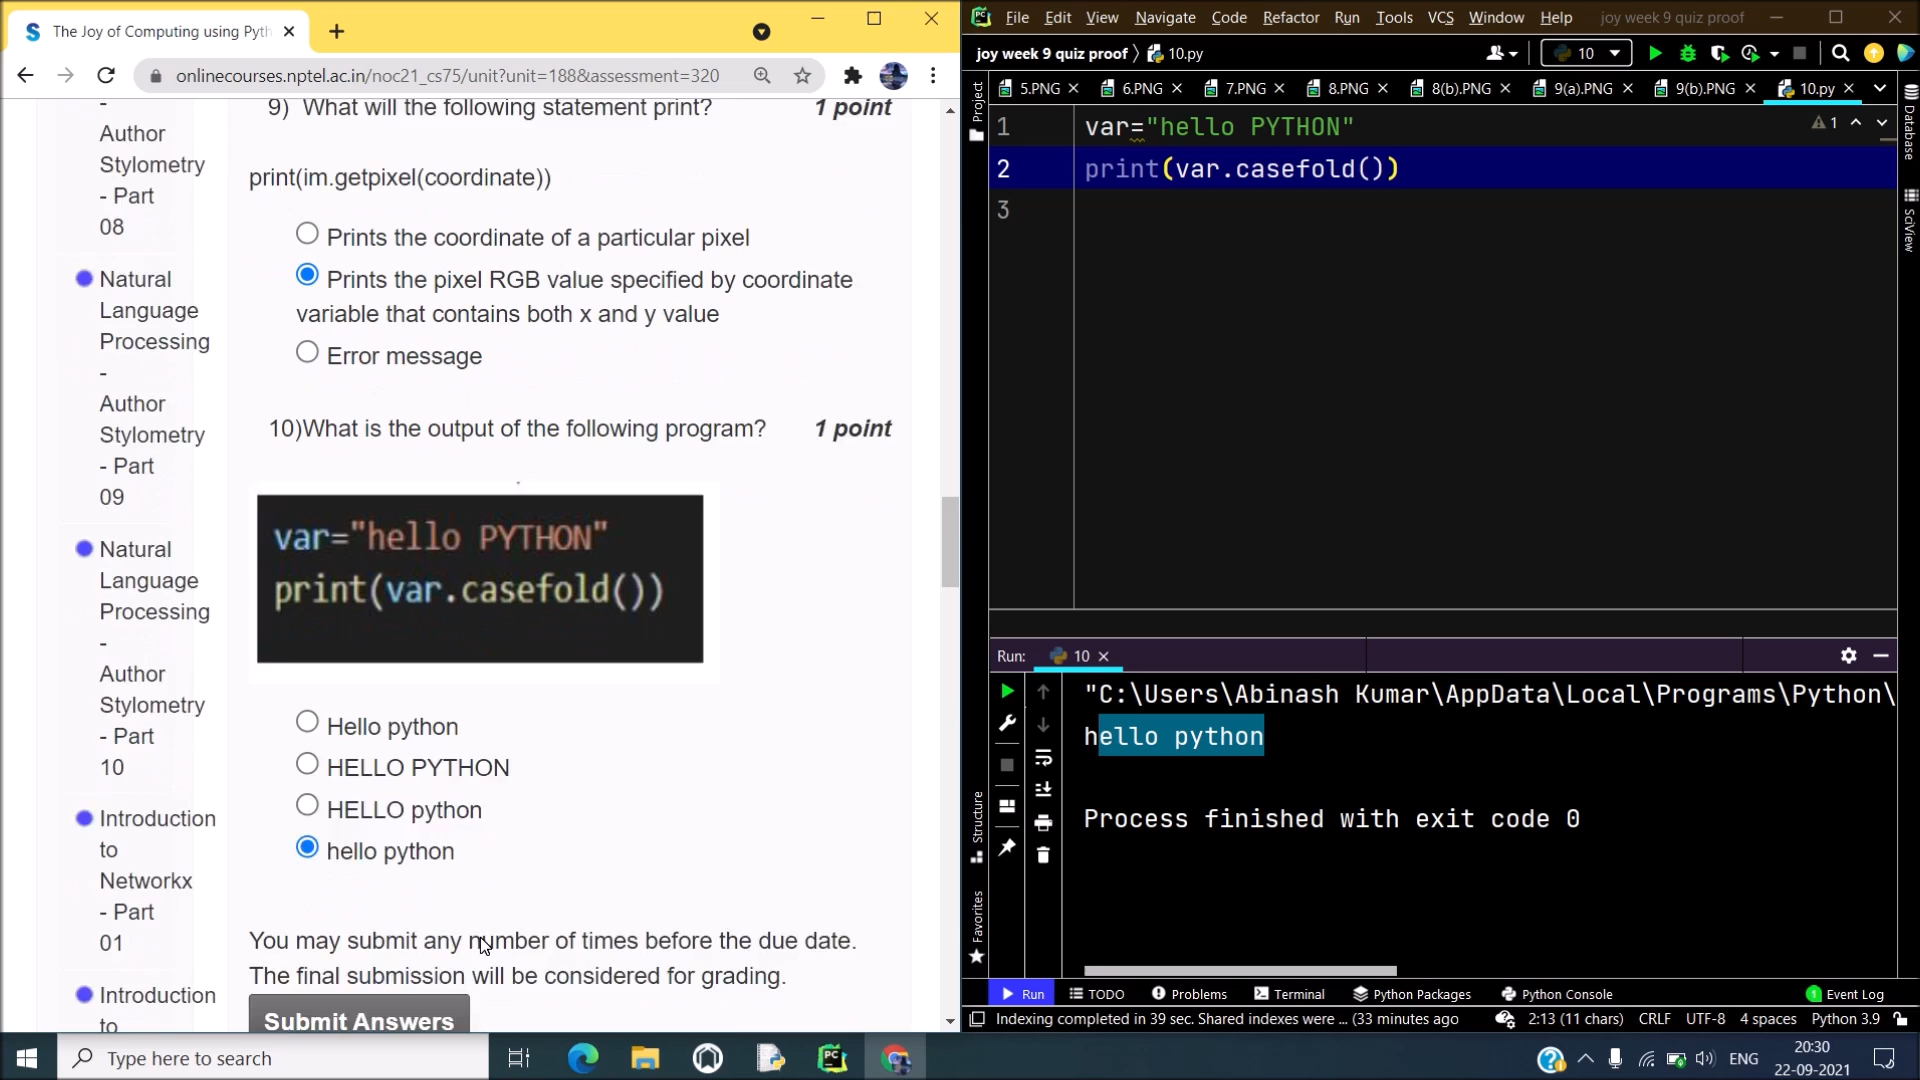 The Joy of Computing using Pyth
onlinecourses.nptel.ac.in/noc21_cs75/unit?unit=188&assessment=320
-
Author
Stylometry
- Part
08
Natural
Language
Processing
-
Author
Stylometry
- Part
09
Natural
Language
Processing
-
Author
Stylometry
- Part
10
Introduction
to
Networkx
- Part
01
Introduction
to
9) What will the following statement print?
1 point
print(im.getpixel(coordinate))
Prints the coordinate of a particular pixel
Prints the pixel RGB value specified by coordinate
variable that contains both x and y value
Error message
10)What is the output of the following program?
1 point
var="hello PYTHON"
print(var.casefold())
Hello python
HELLO PYTHON
HELLO python
hello python
You may submit any number of times before the due date.
The final submission will be considered for grading.
Submit Answers
File Edit View Navigate Code Refactor Run Tools VCS Window Help joy week 9 quiz proof
joy week 9 quiz proof 10.py 10
5.PNG 6.PNG 7.PNG 8.PNG 8(b).PNG 9(a).PNG 9(b).PNG 10.py
Project
Structure
Favorites
Database
SciView
1 var="hello PYTHON" 1
2 print(var.casefold())
3
Run: 10
"C:\Users\Abinash Kumar\AppData\Local\Programs\Python\
hello python
Process finished with exit code 0
Run TODO Problems Terminal Python Packages Python Console 1 Event Log
Indexing completed in 39 sec. Shared indexes were ... (33 minutes ago 2:13 (11 chars) CRLF UTF-8 4 spaces Python 3.9
Type here to search
ENG
20:30
22-09-2021